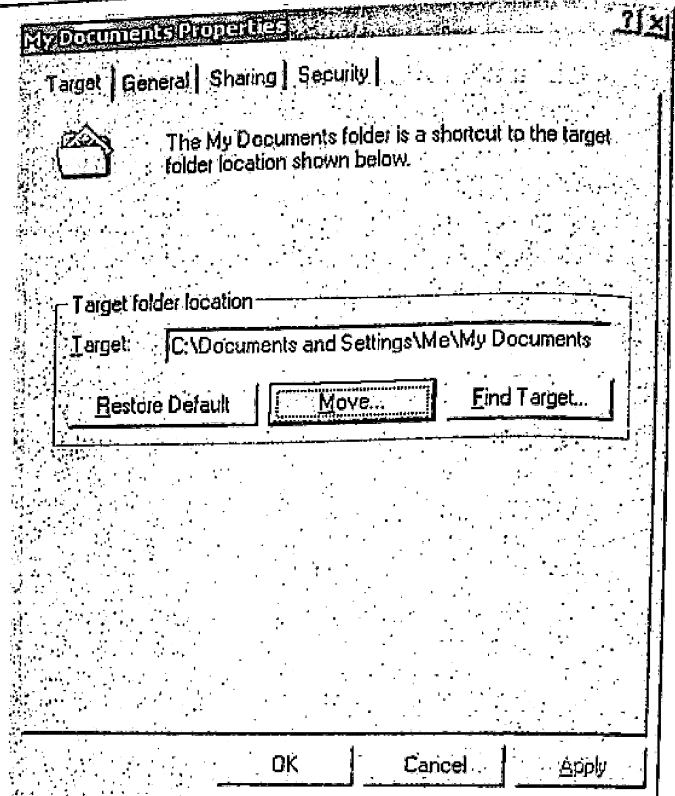 My Documents Properties
? X
Target General Sharing Security
The My Documents folder is a shortcut to the target
folder location shown below.
Target folder location
Target: C:\Documents and Settings\Me\My Documents
Restore Default Move... Find Target...
OK Cancel Apply